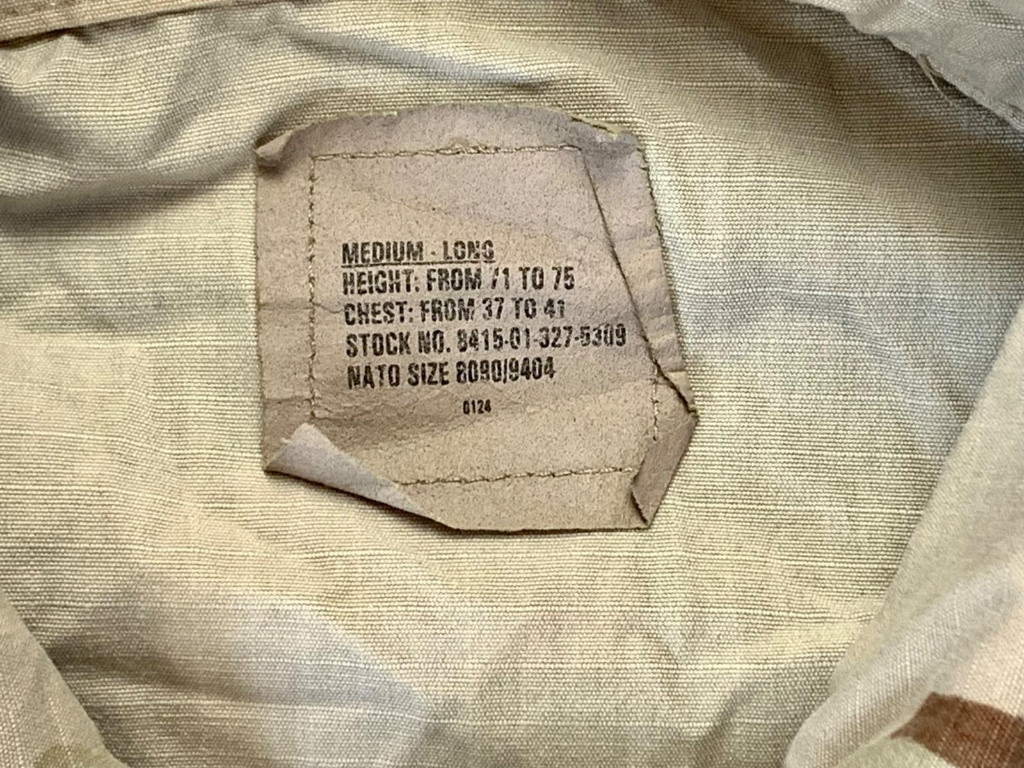 MEDIUM - LONG
HEIGHT: FROM 71 TO 75
CHEST: FROM 37 TO 41
STOCK NO. 8415-01-327-5309
NATO SIZE 8090/9404
0124